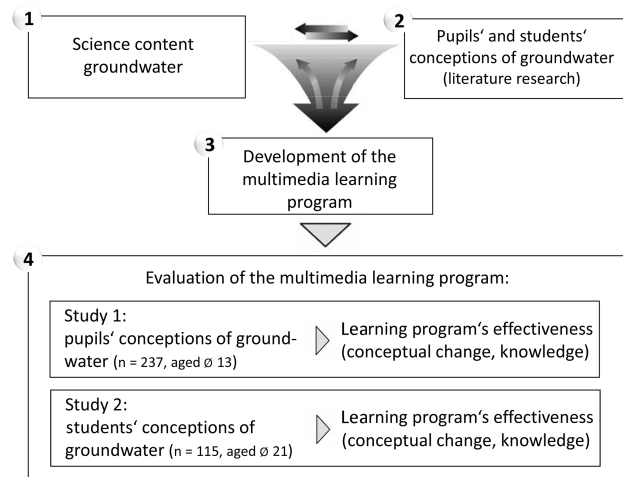 1
Science content
groundwater
2
Pupils‘ and students‘
conceptions of groundwater
(literature research)
3
Development of the
multimedia learning
program
4
Evaluation of the multimedia learning program:
Study 1:
pupils‘ conceptions of ground-
water (n = 237, aged Ø 13)
Learning program‘s effectiveness
(conceptual change, knowledge)
Study 2:
students‘ conceptions of
groundwater (n = 115, aged Ø 21)
Learning program‘s effectiveness
(conceptual change, knowledge)